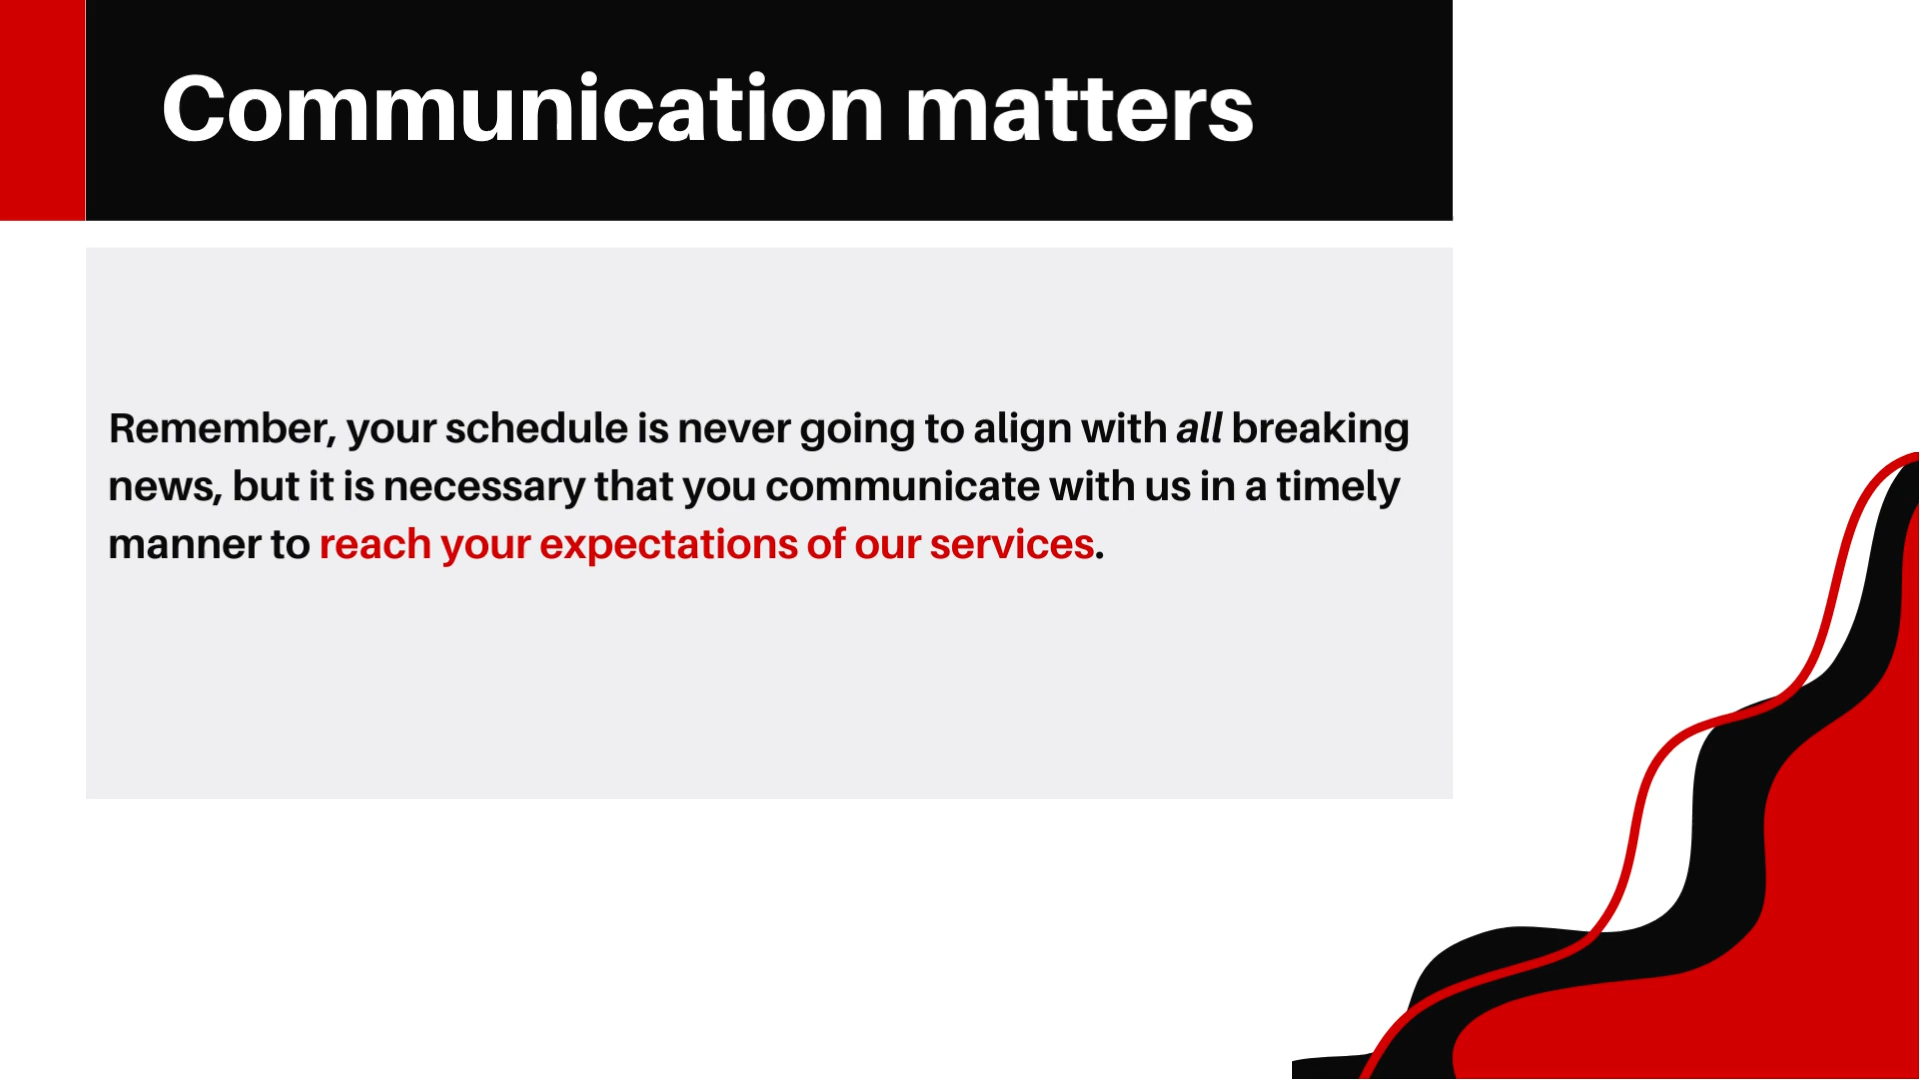 Communication matters
Remember, your schedule is never going to align with all breaking
news, but it is necessary that you communicate with us in a timely
manner to reach your expectations of our services.